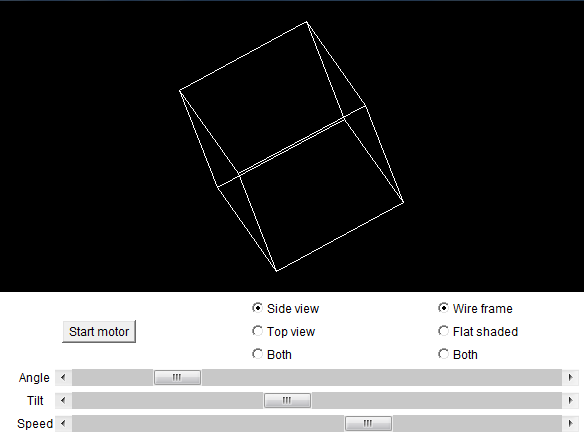 Side view Wire frame
Start motor Top view Flat shaded
Both Both
Angle
Tilt
Speed